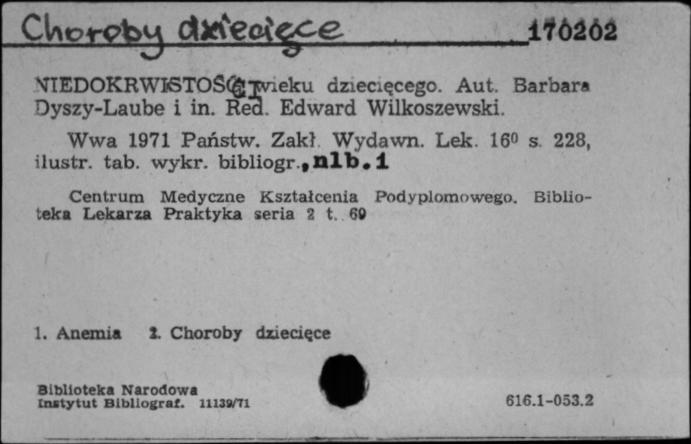 Choroby dziecięce 170202
NIEDOKRWISTOŚCI wieku dziecięcego. Aut. Barbara
Dyszy-Laube i in. Red. Edward Wilkoszewski.
Wwa 1971 Państw. Zakł. Wydawn. Lek. 16⁰ s. 228,
ilustr. tab. wykr. bibliogr., nlb. 1
Centrum Medyczne Kształcenia Podyplomowego. Biblio-
teka Lekarza Praktyka seria 2 t. 69
1. Anemia 2. Choroby dziecięce
Biblioteka Narodowa
Instytut Bibliograf. 11139/71 616.1-053.2